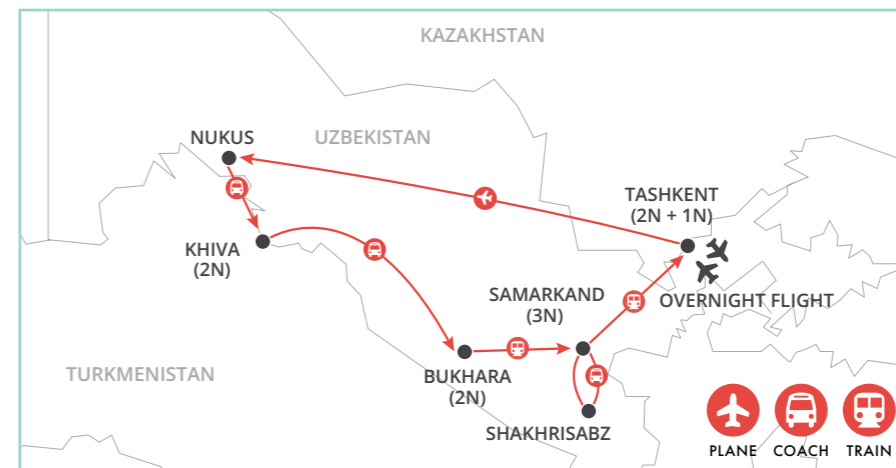 KAZAKHSTAN
NUKUS
UZBEKISTAN
TASHKENT
(2N + 1N)
KHIVA
(2N)
SAMARKAND
(3N)
OVERNIGHT FLIGHT
TURKMENISTAN
BUKHARA
(2N)
SHAKHRISABZ
PLANE COACH TRAIN